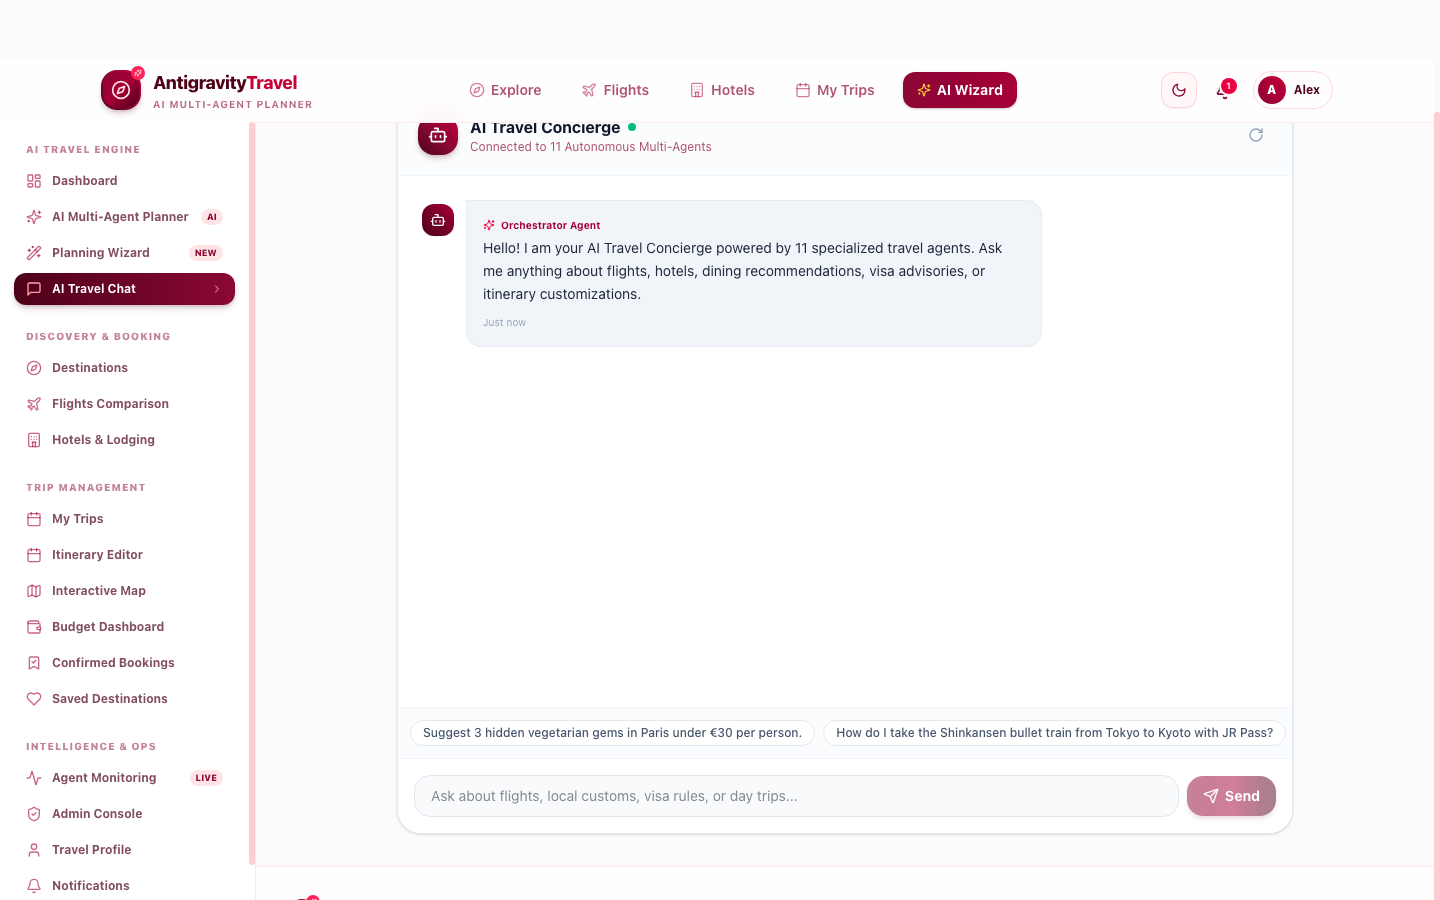 AntigravityTravel
AI MULTI-AGENT PLANNER
Explore
Flights
Hotels
My Trips
AI Wizard
1
A
Alex
AI TRAVEL ENGINE
Dashboard
AI Multi-Agent Planner
AI
Planning Wizard
NEW
AI Travel Chat
DISCOVERY & BOOKING
Destinations
Flights Comparison
Hotels & Lodging
TRIP MANAGEMENT
My Trips
Itinerary Editor
Interactive Map
Budget Dashboard
Confirmed Bookings
Saved Destinations
INTELLIGENCE & OPS
Agent Monitoring
LIVE
Admin Console
Travel Profile
Notifications
AI Travel Concierge
Connected to 11 Autonomous Multi-Agents
Orchestrator Agent
Hello! I am your AI Travel Concierge powered by 11 specialized travel agents. Ask
me anything about flights, hotels, dining recommendations, visa advisories, or
itinerary customizations.
Just now
Suggest 3 hidden vegetarian gems in Paris under €30 per person.
How do I take the Shinkansen bullet train from Tokyo to Kyoto with JR Pass?
Ask about flights, local customs, visa rules, or day trips...
Send